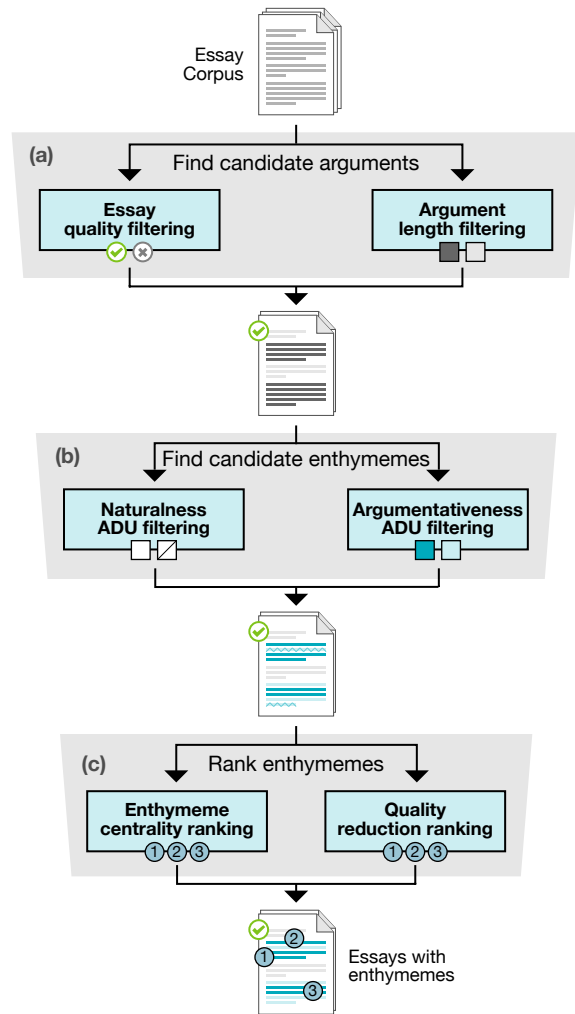 Essay
Corpus
(a)
Find candidate arguments
Essay
quality filtering
Argument
length filtering
(b)
Find candidate enthymemes
Naturalness
ADU filtering
Argumentativeness
ADU filtering
(c)
Rank enthymemes
Enthymeme
centrality ranking
1 2 3
Quality
reduction ranking
1 2 3
2
1
3
Essays with
enthymemes